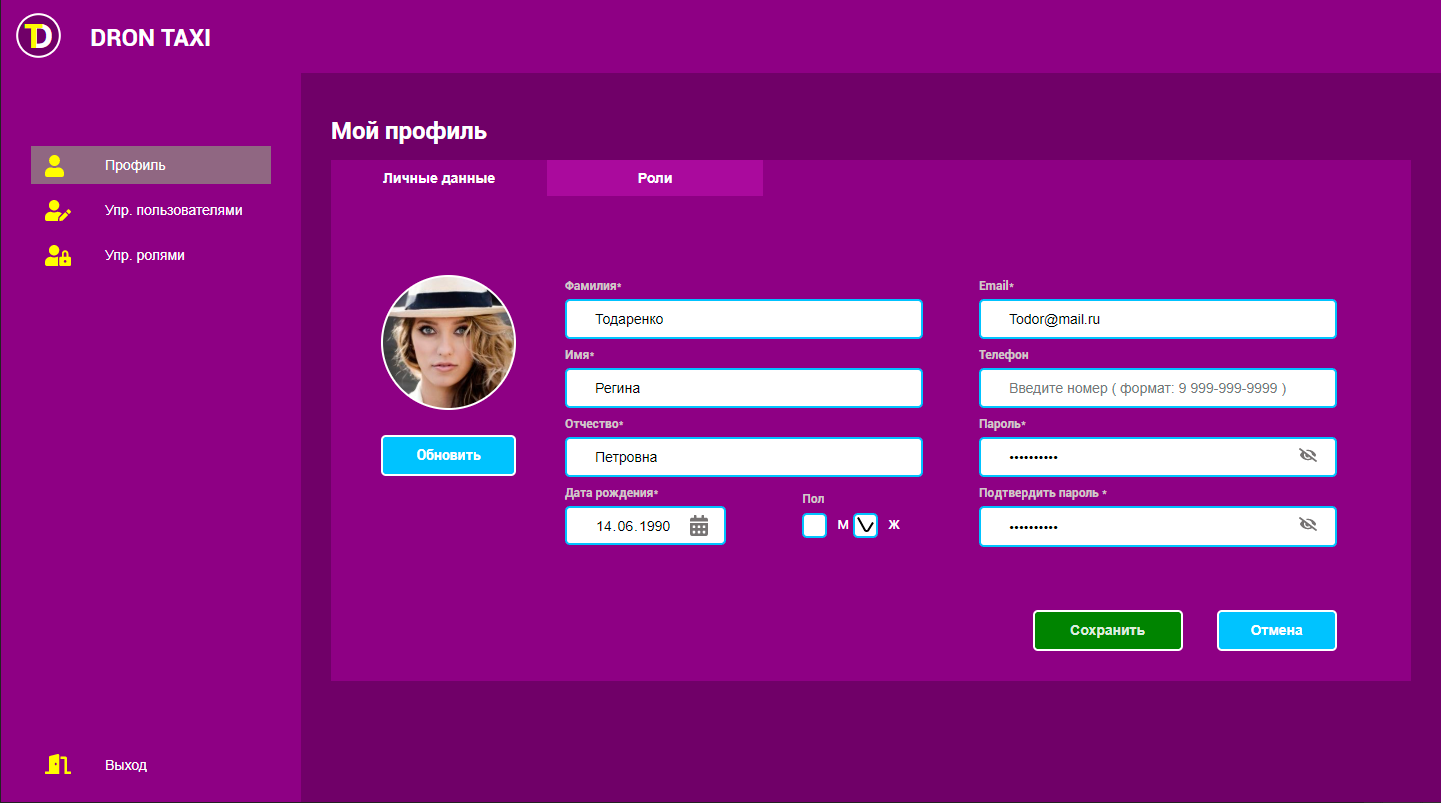 TD
DRON TAXI
Профиль
Упр. пользователями
Упр. ролями
Выход
Мой профиль
Личные данные
Роли
Обновить
Фамилия*
Тодаренко
Имя*
Регина
Отчество*
Петровна
Дата рождения*
14.06.1990
Пол
М
Ж
Email*
Todor@mail.ru
Телефон
Введите номер ( формат: 9 999-999-9999 )
Пароль*
••••••••••
Подтвердить пароль *
••••••••••
Сохранить
Отмена